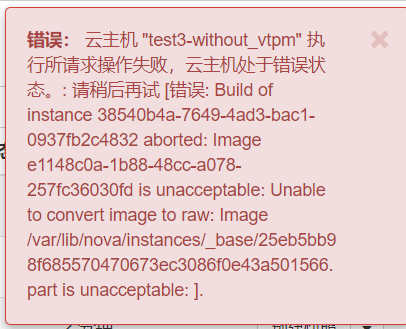 错误： 云主机 "test3-without_vtpm" 执
行所请求操作失败，云主机处于错误状
态。: 请稍后再试 [错误: Build of
instance 38540b4a-7649-4ad3-bac1-
0937fb2c4832 aborted: Image
e1148c0a-1b88-48cc-a078-
257fc36030fd is unacceptable: Unable
to convert image to raw: Image
/var/lib/nova/instances/_base/25eb5bb9
8f685570470673ec3086f0e43a501566.
part is unacceptable: ].